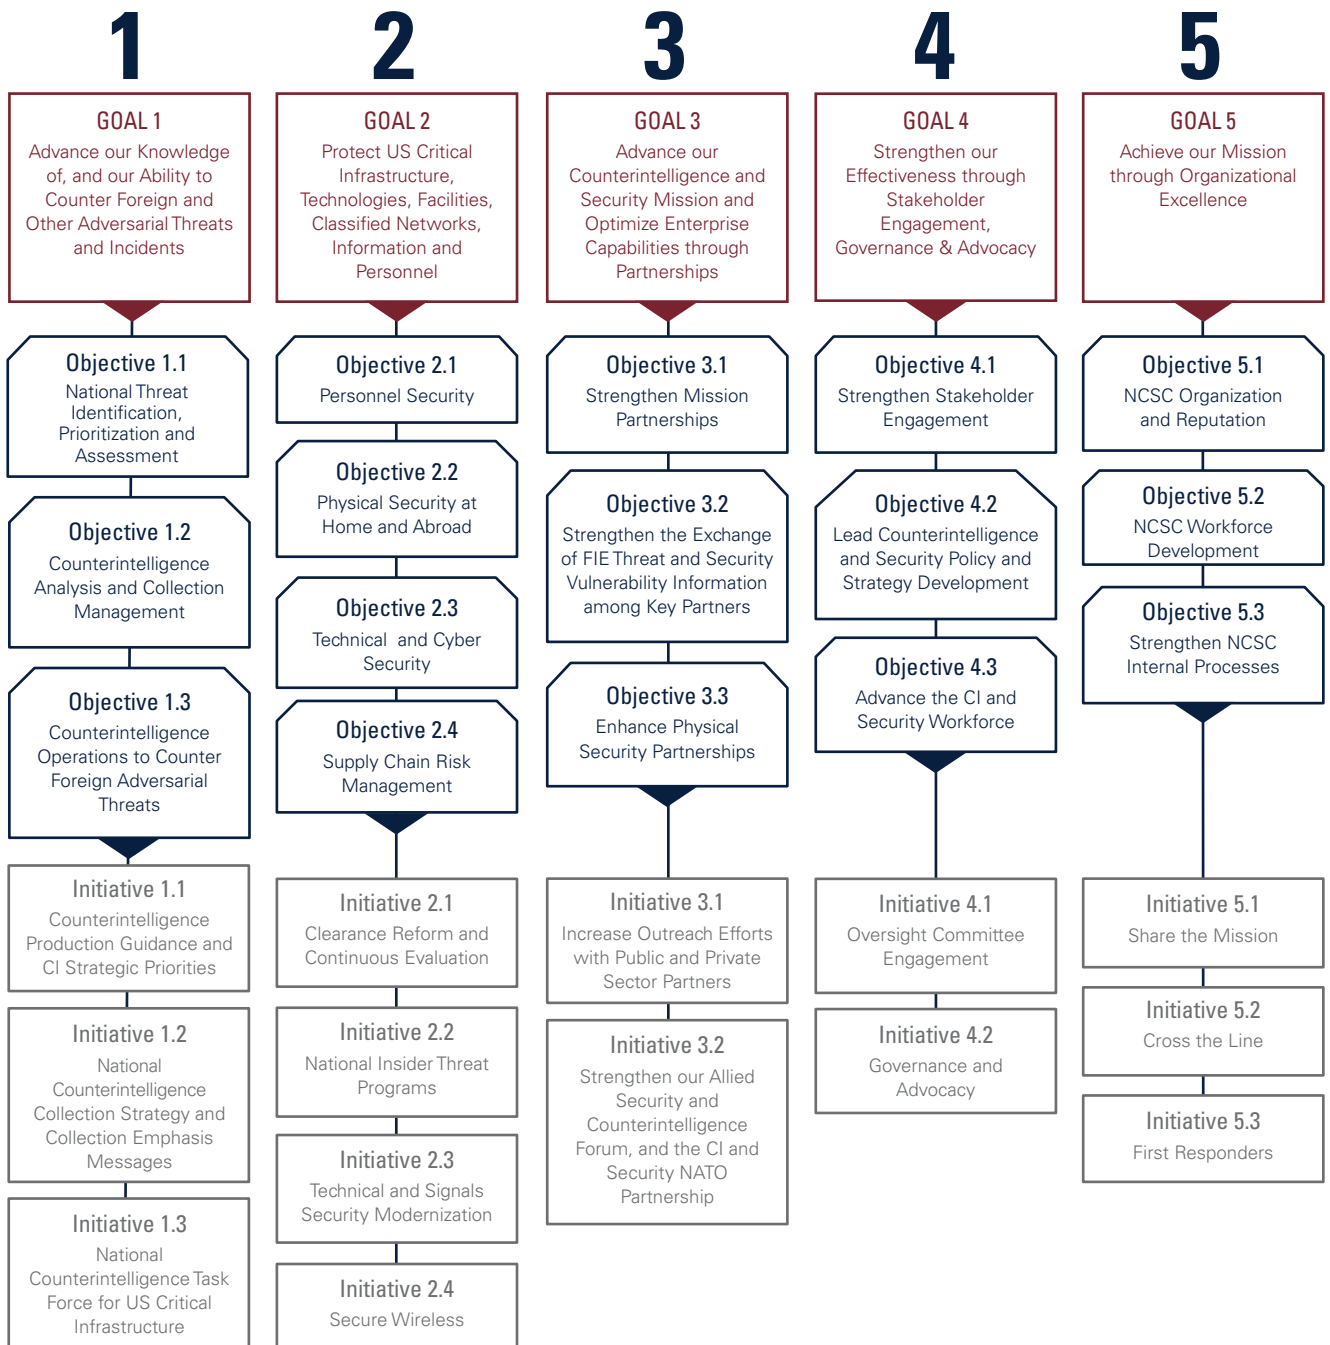 1
2
3
4
5
GOAL 1
Advance our Knowledge
of, and our Ability to
Counter Foreign and
Other Adversarial Threats
and Incidents
Objective 1.1
National Threat
Identification,
Prioritization and
Assessment
Objective 1.2
Counterintelligence
Analysis and Collection
Management
Objective 1.3
Counterintelligence
Operations to Counter
Foreign Adversarial
Threats
Initiative 1.1
Counterintelligence
Production Guidance and
CI Strategic Priorities
Initiative 1.2
National
Counterintelligence
Collection Strategy and
Collection Emphasis
Messages
Initiative 1.3
National
Counterintelligence Task
Force for US Critical
Infrastructure
GOAL 2
Protect US Critical
Infrastructure,
Technologies, Facilities,
Classified Networks,
Information and
Personnel
Objective 2.1
Personnel Security
Objective 2.2
Physical Security at
Home and Abroad
Objective 2.3
Technical and Cyber
Security
Objective 2.4
Supply Chain Risk
Management
Initiative 2.1
Clearance Reform and
Continuous Evaluation
Initiative 2.2
National Insider Threat
Programs
Initiative 2.3
Technical and Signals
Security Modernization
Initiative 2.4
Secure Wireless
GOAL 3
Advance our
Counterintelligence and
Security Mission and
Optimize Enterprise
Capabilities through
Partnerships
Objective 3.1
Strengthen Mission
Partnerships
Objective 3.2
Strengthen the Exchange
of FIE Threat and Security
Vulnerability Information
among Key Partners
Objective 3.3
Enhance Physical
Security Partnerships
Initiative 3.1
Increase Outreach Efforts
with Public and Private
Sector Partners
Initiative 3.2
Strengthen our Allied
Security and
Counterintelligence
Forum, and the CI and
Security NATO
Partnership
GOAL 4
Strengthen our
Effectiveness through
Stakeholder
Engagement,
Governance & Advocacy
Objective 4.1
Strengthen Stakeholder
Engagement
Objective 4.2
Lead Counterintelligence
and Security Policy and
Strategy Development
Objective 4.3
Advance the CI and
Security Workforce
Initiative 4.1
Oversight Committee
Engagement
Initiative 4.2
Governance and
Advocacy
GOAL 5
Achieve our Mission
through Organizational
Excellence
Objective 5.1
NCSC Organization
and Reputation
Objective 5.2
NCSC Workforce
Development
Objective 5.3
Strengthen NCSC
Internal Processes
Initiative 5.1
Share the Mission
Initiative 5.2
Cross the Line
Initiative 5.3
First Responders